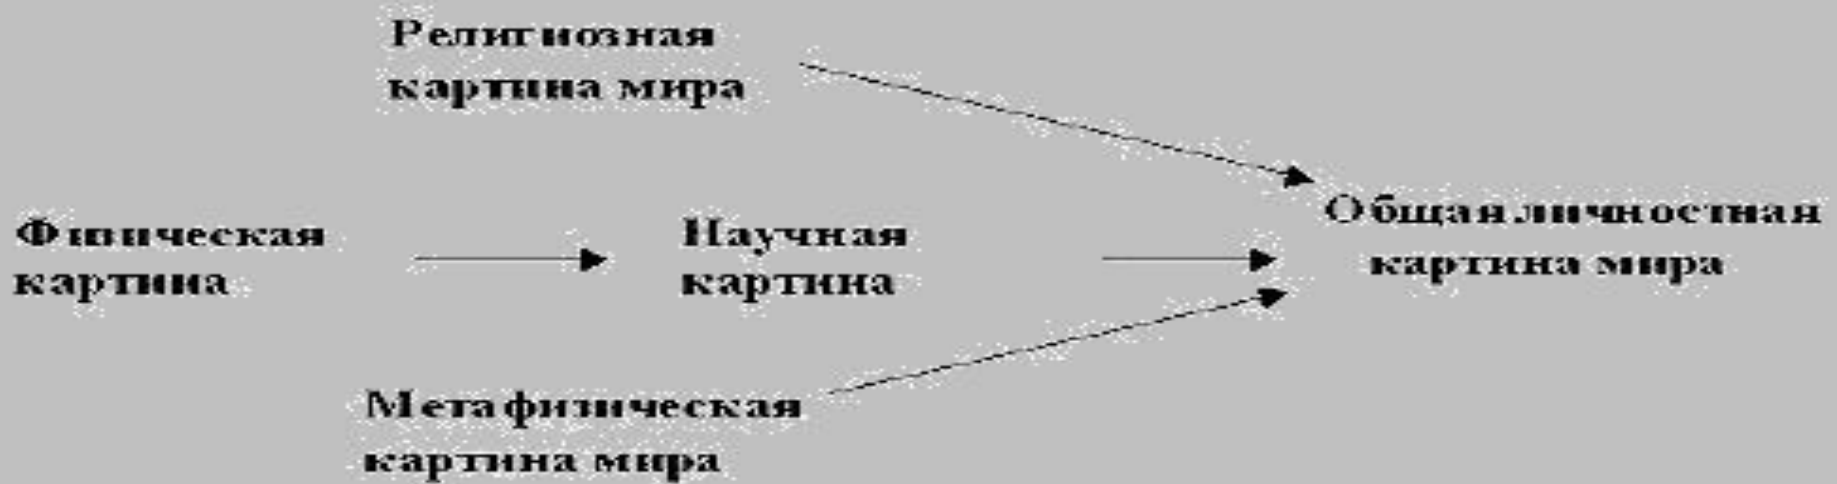 Религиозная
картина мира
Физическая
картина
Научная
картина
Общая личностная
картина мира
Метафизическая
картина мира